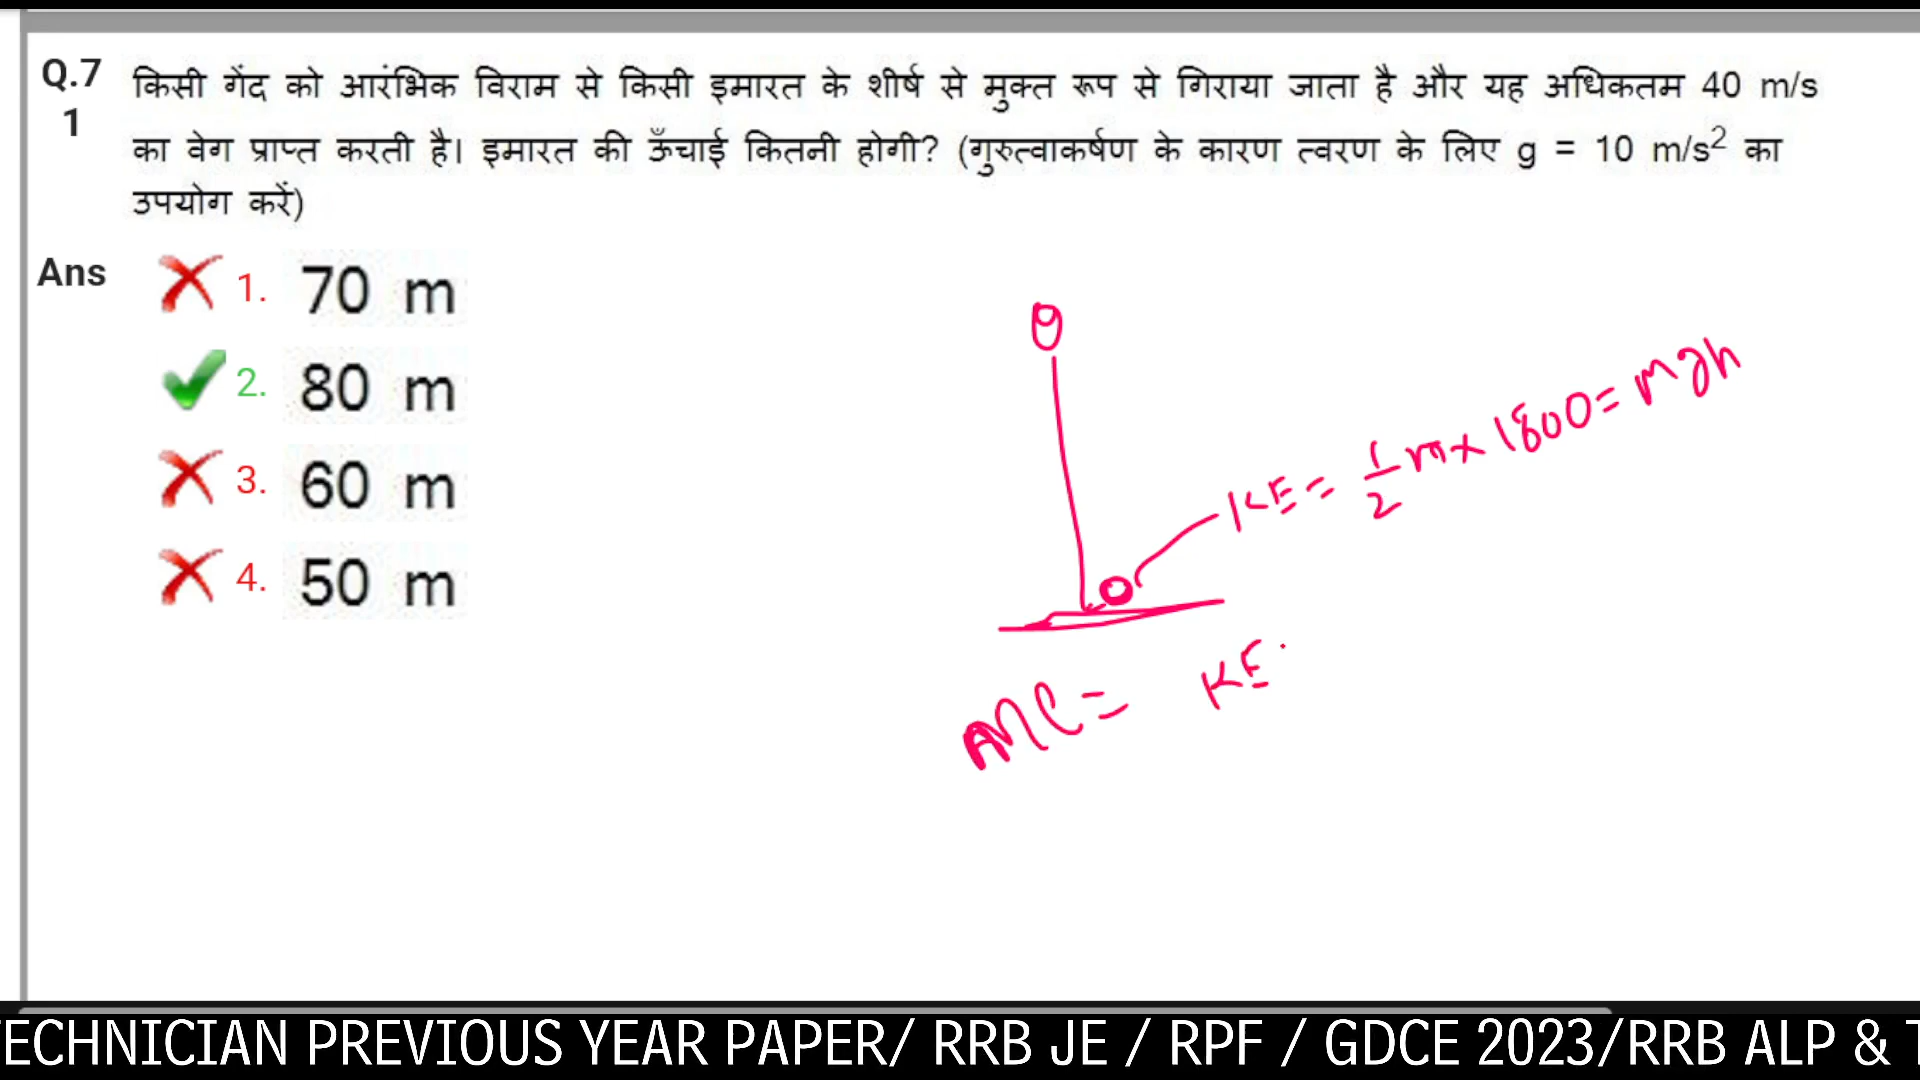 Q.7
1
किसी गेंद को आरंभिक विराम से किसी इमारत के शीर्ष से मुक्त रूप से गिराया जाता है और यह अधिकतम 40 m/s
का वेग प्राप्त करती है। इमारत की ऊँचाई कितनी होगी? (गुरुत्वाकर्षण के कारण त्वरण के लिए g = 10 m/s² का
उपयोग करें)
Ans
1. 70 m
2. 80 m
3. 60 m
4. 50 m
KE = 1/2 m x 1800 = mgh
KE
ECHNICIAN PREVIOUS YEAR PAPER/ RRB JE / RPF / GDCE 2023/RRB ALP & T